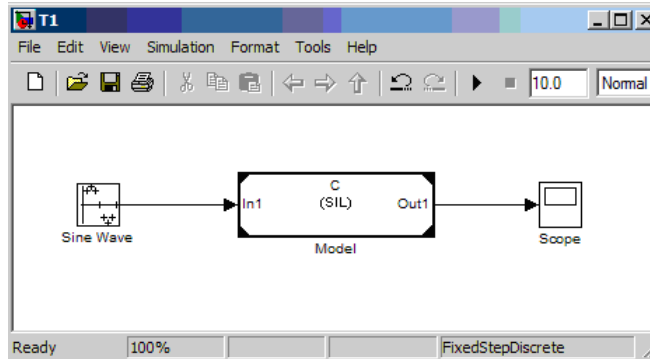 T1
File Edit View Simulation Format Tools Help
10.0 Normal
C
(SIL)
In1 Out1
Sine Wave
Model
Scope
Ready 100% FixedStepDiscrete